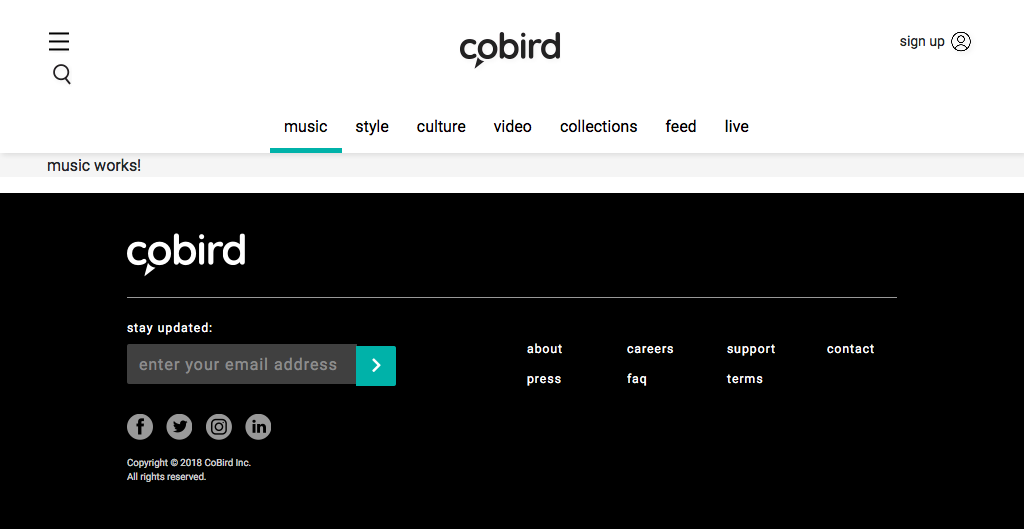 cobird
sign up
music style culture video collections feed live
music works!
cobird
stay updated:
enter your email address
about careers support contact
press faq terms
Copyright © 2018 CoBird Inc.
All rights reserved.